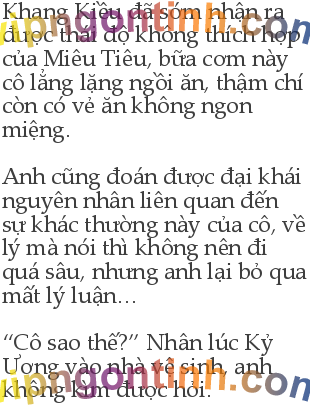 Khang Kiều đã sớm nhận ra
được thái độ không thích hợp
của Miêu Tiêu, bữa cơm này
cô lẳng lặng ngồi ăn, thậm chí
còn có vẻ ăn không ngon
miệng.
Anh cũng đoán được đại khái
nguyên nhân liên quan đến
sự khác thường này của cô, về
lý mà nói thì không nên đi
quá sâu, nhưng anh lại bỏ qua
mất lý luận...
“Cô sao thế?” Nhân lúc Kỷ
Ương vào nhà vệ sinh, anh
không kìm được hỏi.
vipngontinh.com
vipngontinh.com